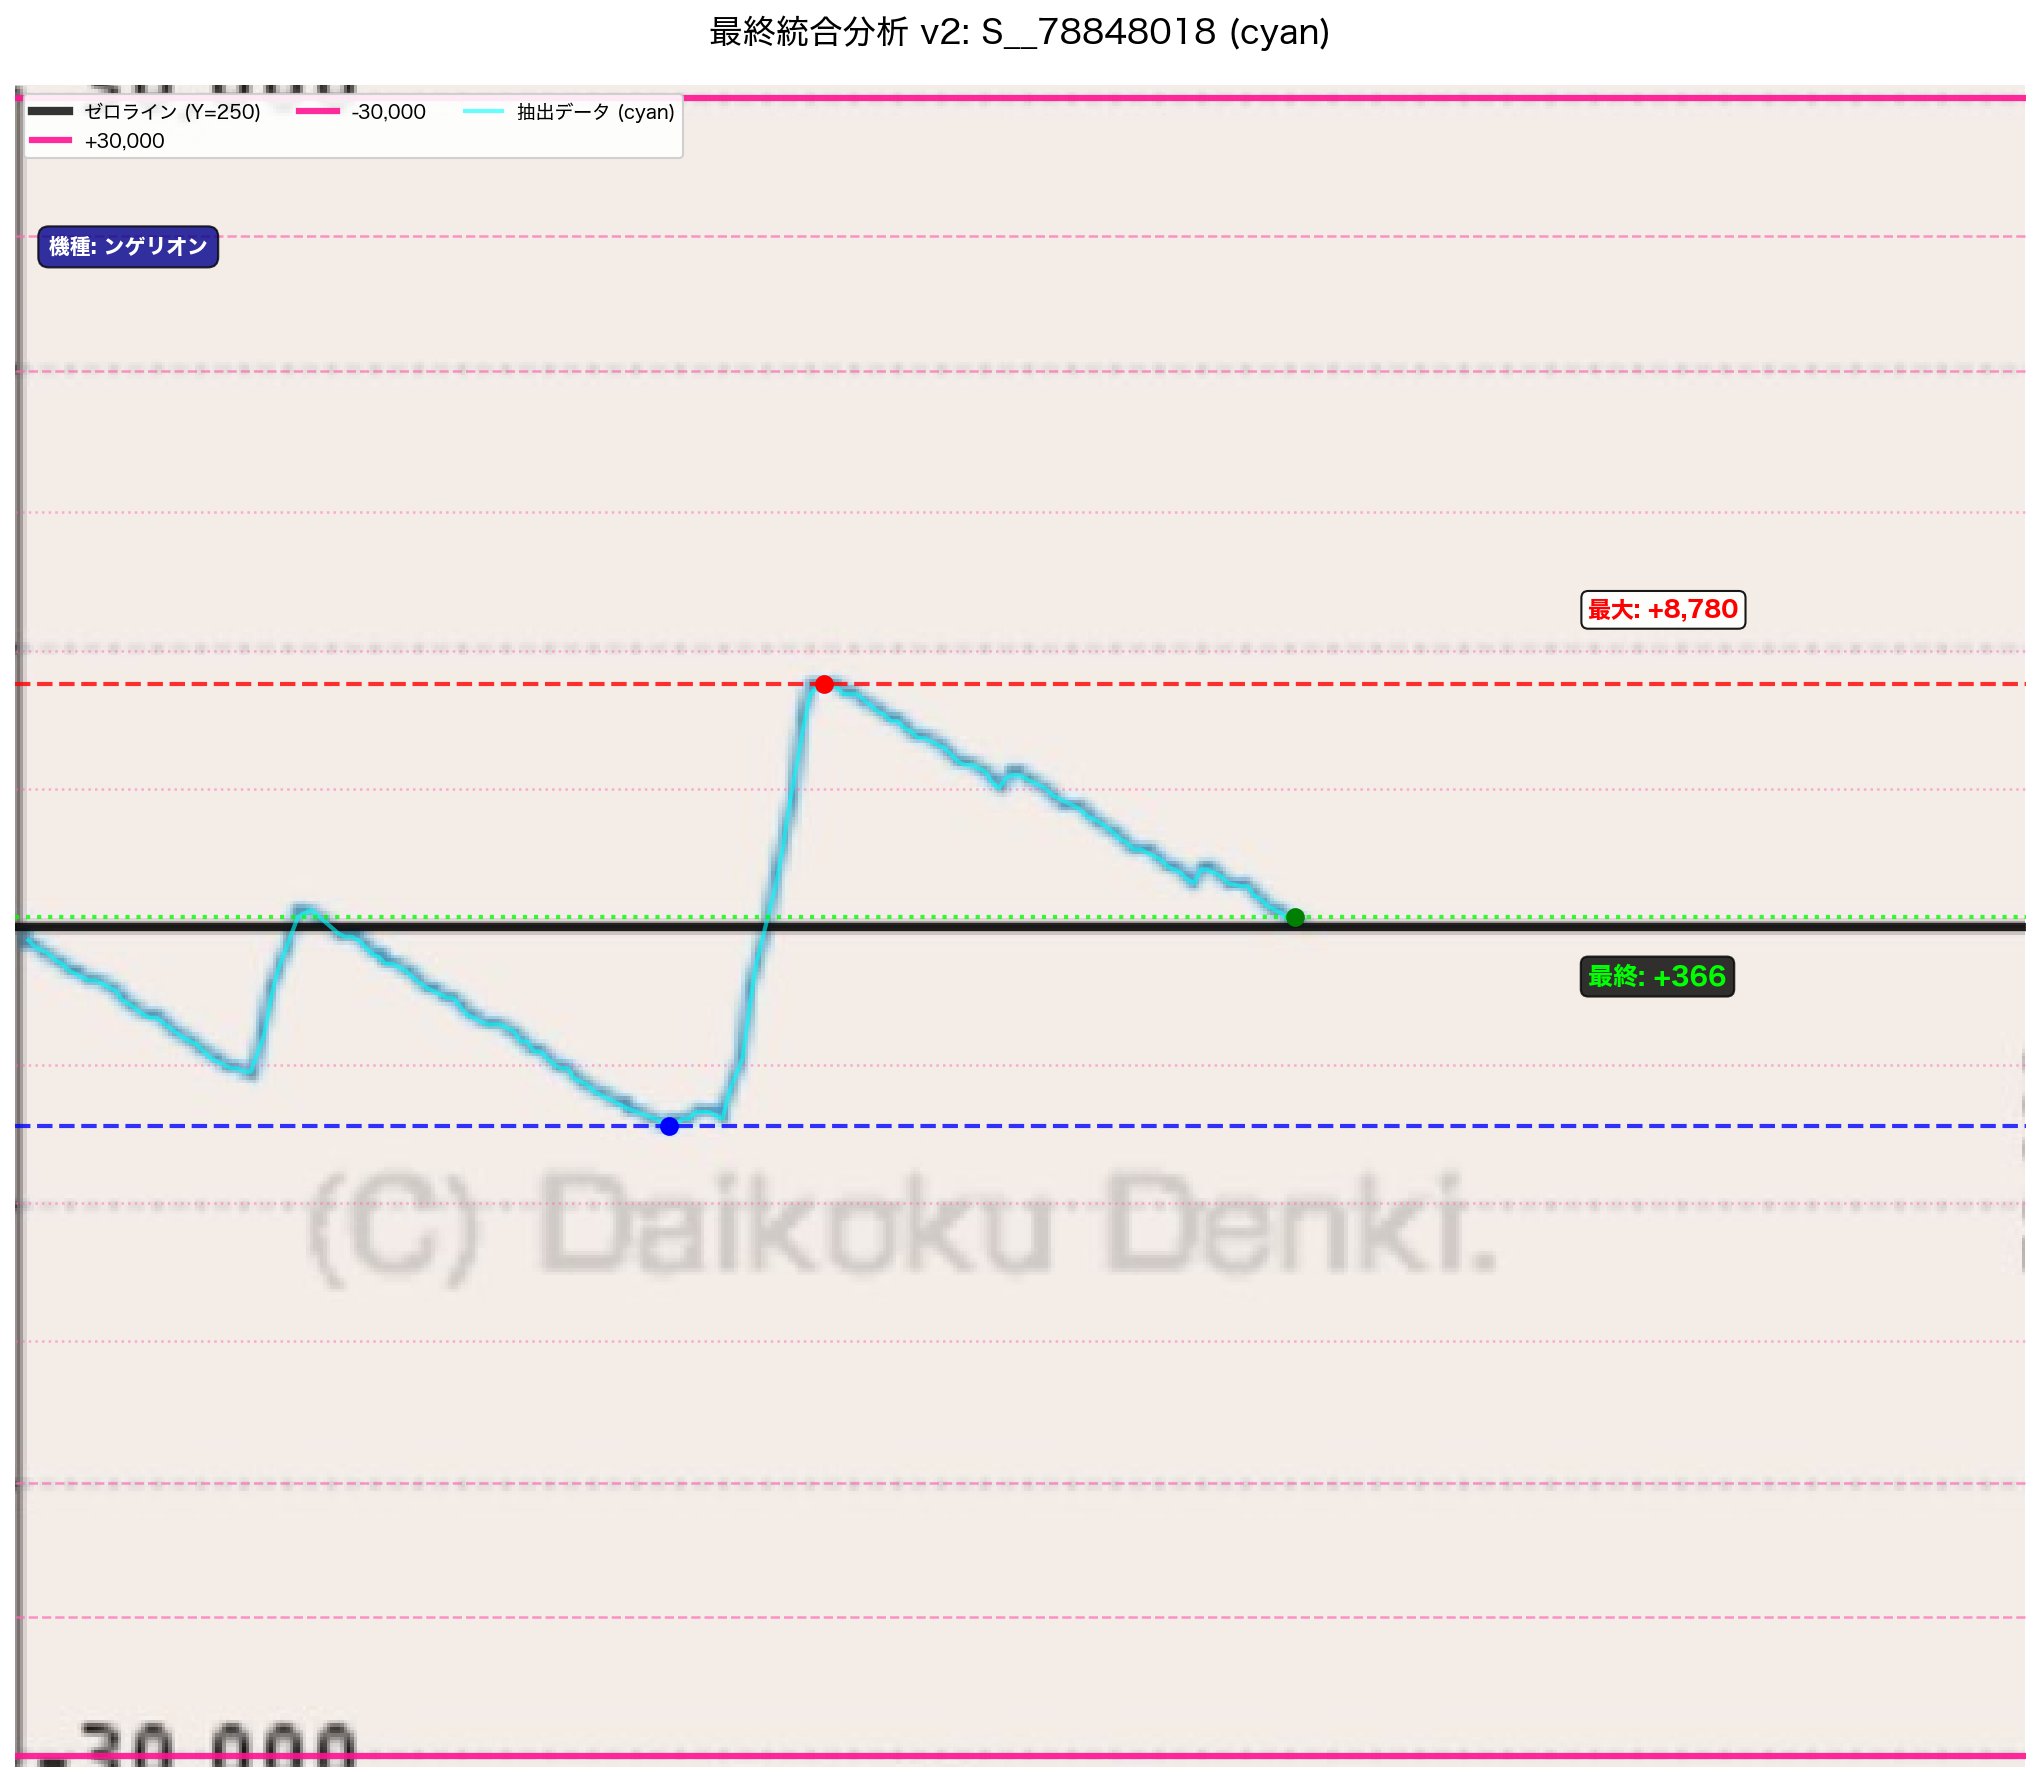 最終統合分析 v2: S__78848018 (cyan)
30,000
ゼロライン (Y=250)
-30,000
抽出データ (cyan)
+30,000
機種: ンゲリオン
最大: +8,780
最終: +366
(C) Daikoku Denki.
-30,000